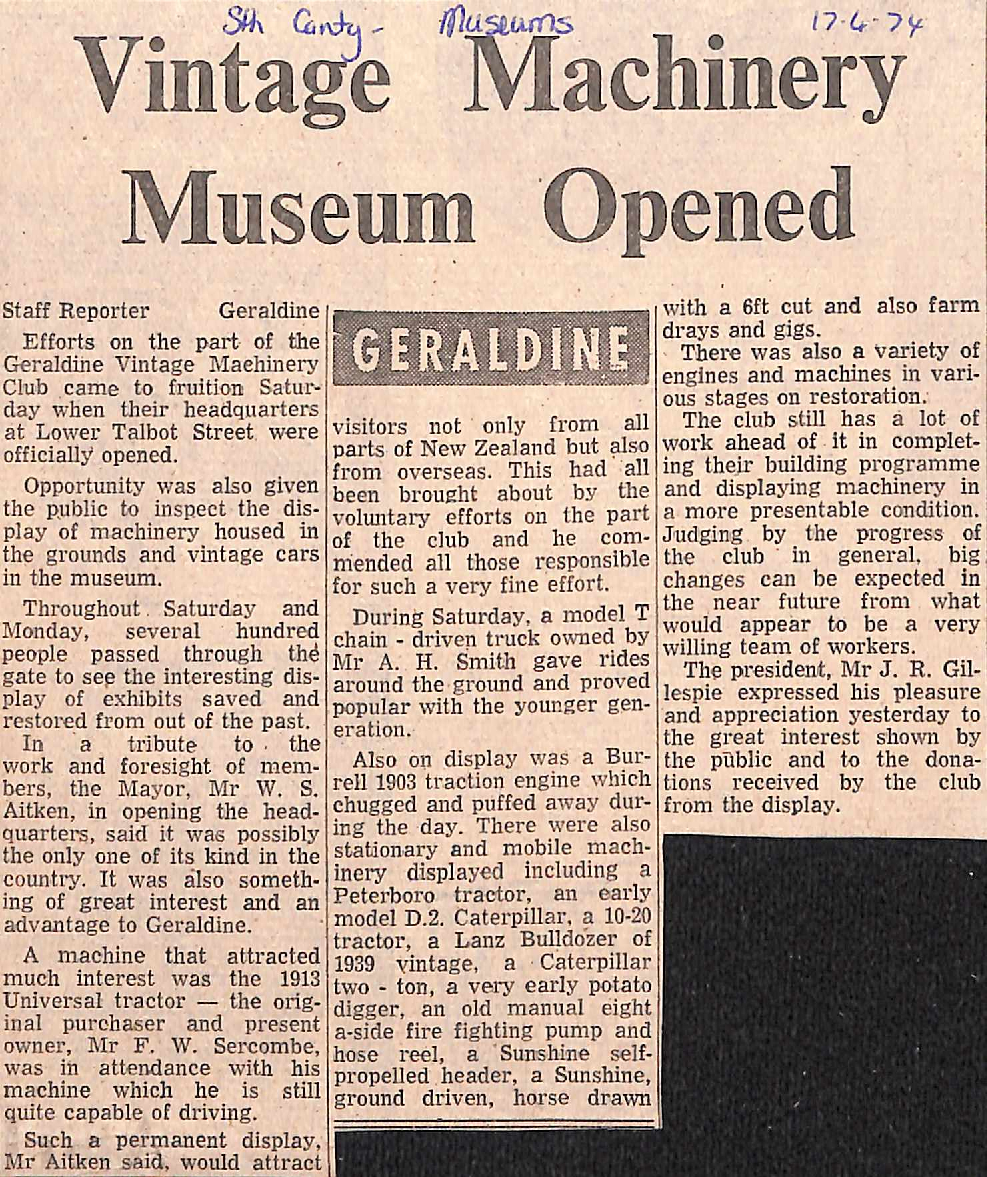 Sth Canty - Museums 17-4-74
Vintage Machinery
Museum Opened
Staff Reporter Geraldine
Efforts on the part of the
Geraldine Vintage Machinery
Club came to fruition Satur-
day when their headquarters
at Lower Talbot Street were
officially opened.
Opportunity was also given
the public to inspect the dis-
play of machinery housed in
the grounds and vintage cars
in the museum.
Throughout Saturday and
Monday, several hundred
people passed through the
gate to see the interesting dis-
play of exhibits saved and
restored from out of the past.
In a tribute to the
work and foresight of mem-
bers, the Mayor, Mr W. S.
Aitken, in opening the head-
quarters, said it was possibly
the only one of its kind in the
country. It was also someth-
ing of great interest and an
advantage to Geraldine.
A machine that attracted
much interest was the 1913
Universal tractor — the orig-
inal purchaser and present
owner, Mr F. W. Sercombe,
was in attendance with his
machine which he is still
quite capable of driving.
Such a permanent display,
Mr Aitken said, would attract
GERALDINE
visitors not only from all
parts of New Zealand but also
from overseas. This had all
been brought about by the
voluntary efforts on the part
of the club and he com-
mended all those responsible
for such a very fine effort.
During Saturday, a model T
chain - driven truck owned by
Mr A. H. Smith gave rides
around the ground and proved
popular with the younger gen-
eration.
Also on display was a Bur-
rell 1903 traction engine which
chugged and puffed away dur-
ing the day. There were also
stationary and mobile mach-
inery displayed including a
Peterboro tractor, an early
model D.2. Caterpillar, a 10-20
tractor, a Lanz Bulldozer of
1939 vintage, a Caterpillar
two - ton, a very early potato
digger, an old manual eight
a-side fire fighting pump and
hose reel, a Sunshine self-
propelled header, a Sunshine,
ground driven, horse drawn
with a 6ft cut and also farm
drays and gigs.
There was also a variety of
engines and machines in vari-
ous stages on restoration.
The club still has a lot of
work ahead of it in complet-
ing their building programme
and displaying machinery in
a more presentable condition.
Judging by the progress of
the club in general, big
changes can be expected in
the near future from what
would appear to be a very
willing team of workers.
The president, Mr J. R. Gil-
lespie expressed his pleasure
and appreciation yesterday to
the great interest shown by
the public and to the dona-
tions received by the club
from the display.